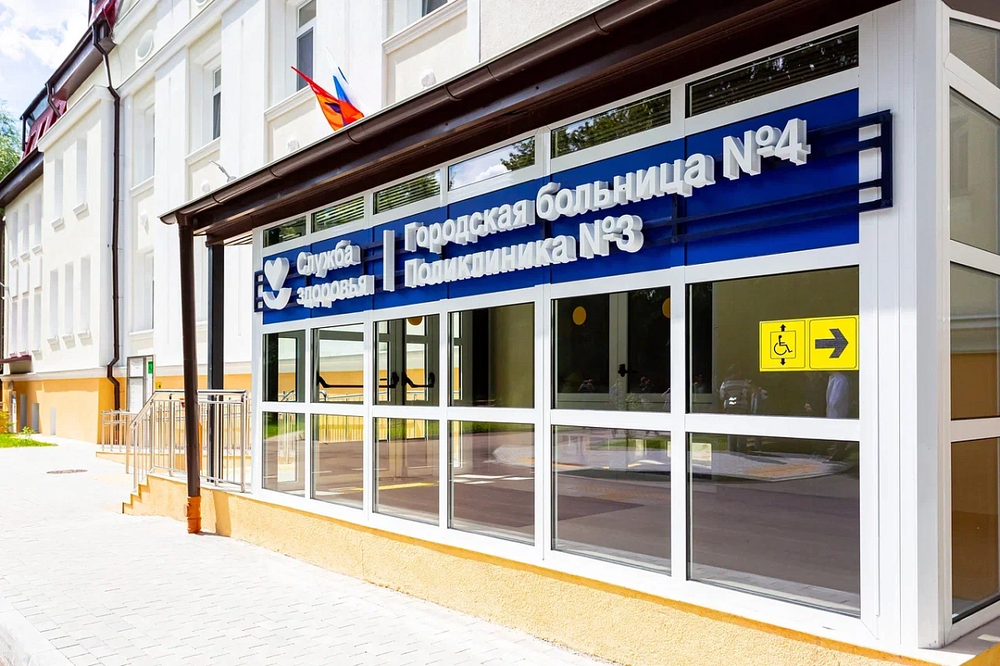 Служба
здоровья
Городская больница №4
Поликлиника №3